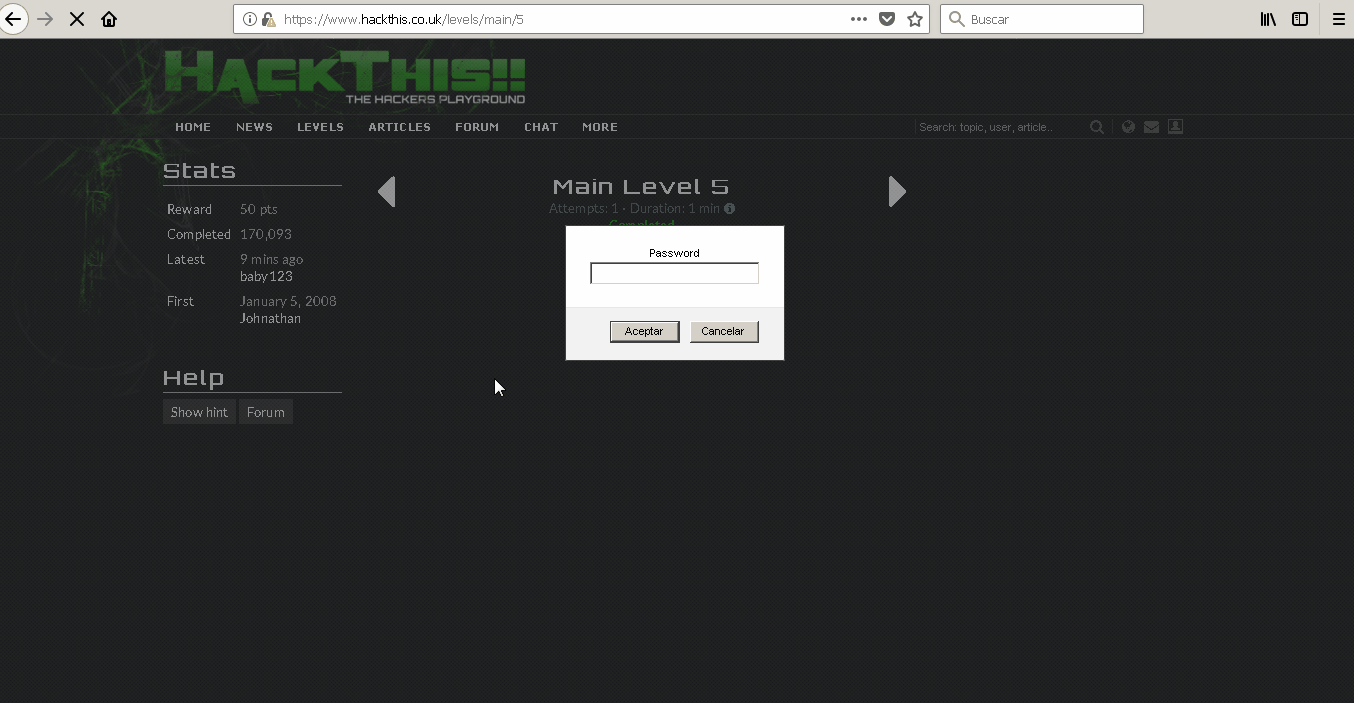 https://www.hackthis.co.uk/levels/main/5
Buscar
HACKTHIS!!
THE HACKERS PLAYGROUND
HOME NEWS LEVELS ARTICLES FORUM CHAT MORE
Search: topic, user, article..
Stats
Reward 50 pts
Completed 170,093
Latest 9 mins ago
baby123
First January 5, 2008
Johnathan
Help
Show hint Forum
Main Level 5
Attempts: 1 · Duration: 1 min
Completed
Password
Aceptar Cancelar